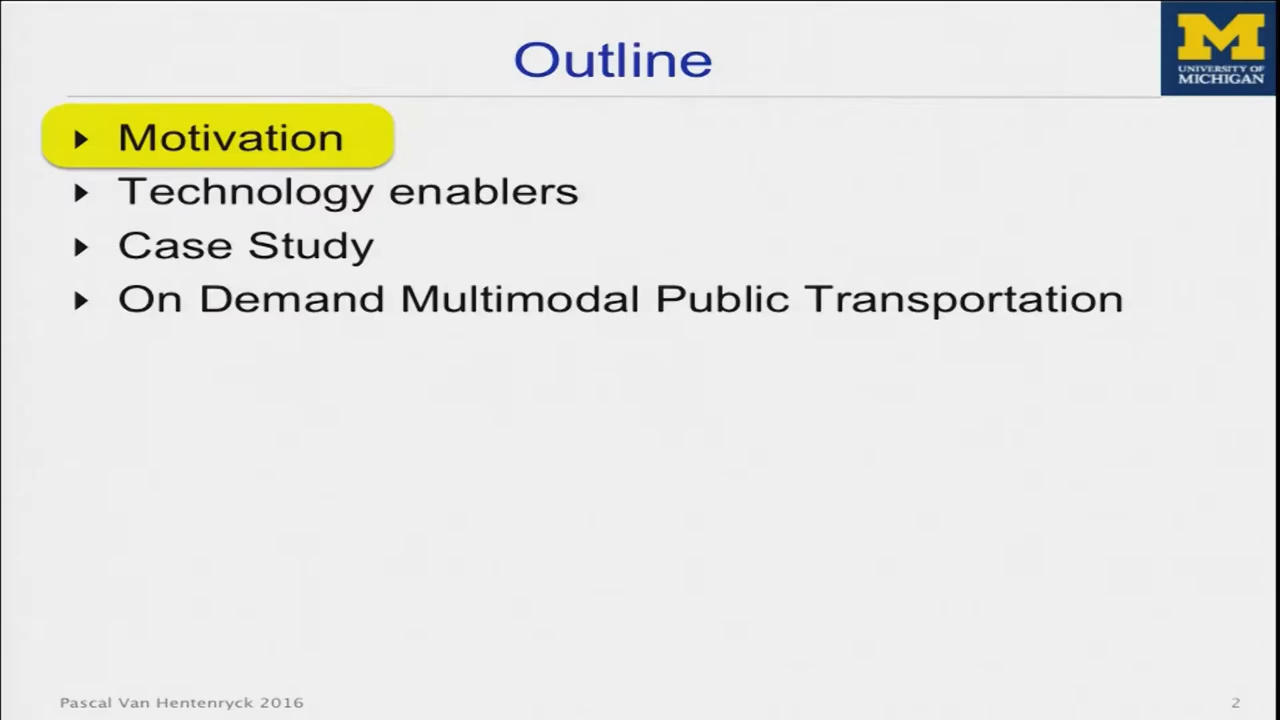 Outline
M
UNIVERSITY OF
MICHIGAN
Motivation
Technology enablers
Case Study
On Demand Multimodal Public Transportation
Pascal Van Hentenryck 2016
2